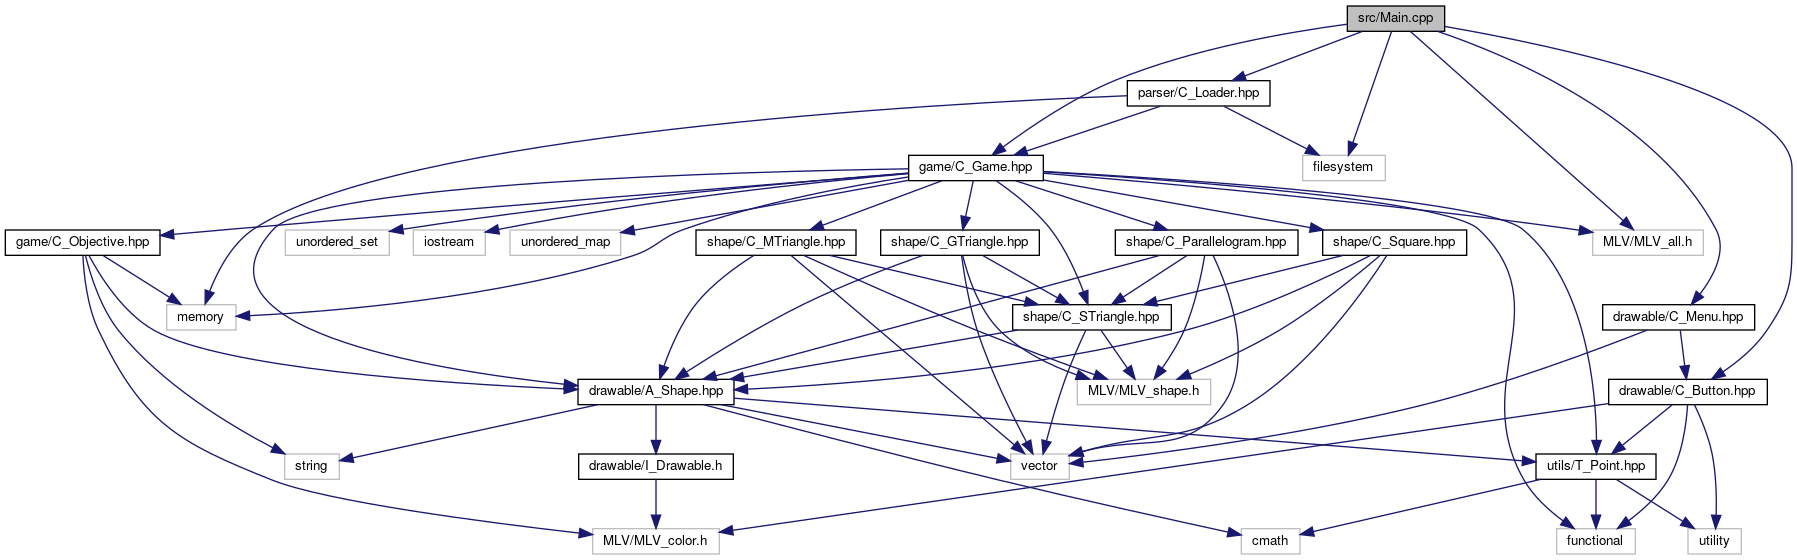 src/Main.cpp
parser/C_Loader.hpp
game/C_Game.hpp
filesystem
game/C_Objective.hpp
unordered_set
iostream
unordered_map
shape/C_MTriangle.hpp
shape/C_GTriangle.hpp
shape/C_Parallelogram.hpp
shape/C_Square.hpp
MLV/MLV_all.h
memory
shape/C_STriangle.hpp
drawable/C_Menu.hpp
drawable/A_Shape.hpp
MLV/MLV_shape.h
drawable/C_Button.hpp
string
drawable/I_Drawable.h
vector
utils/T_Point.hpp
MLV/MLV_color.h
cmath
functional
utility